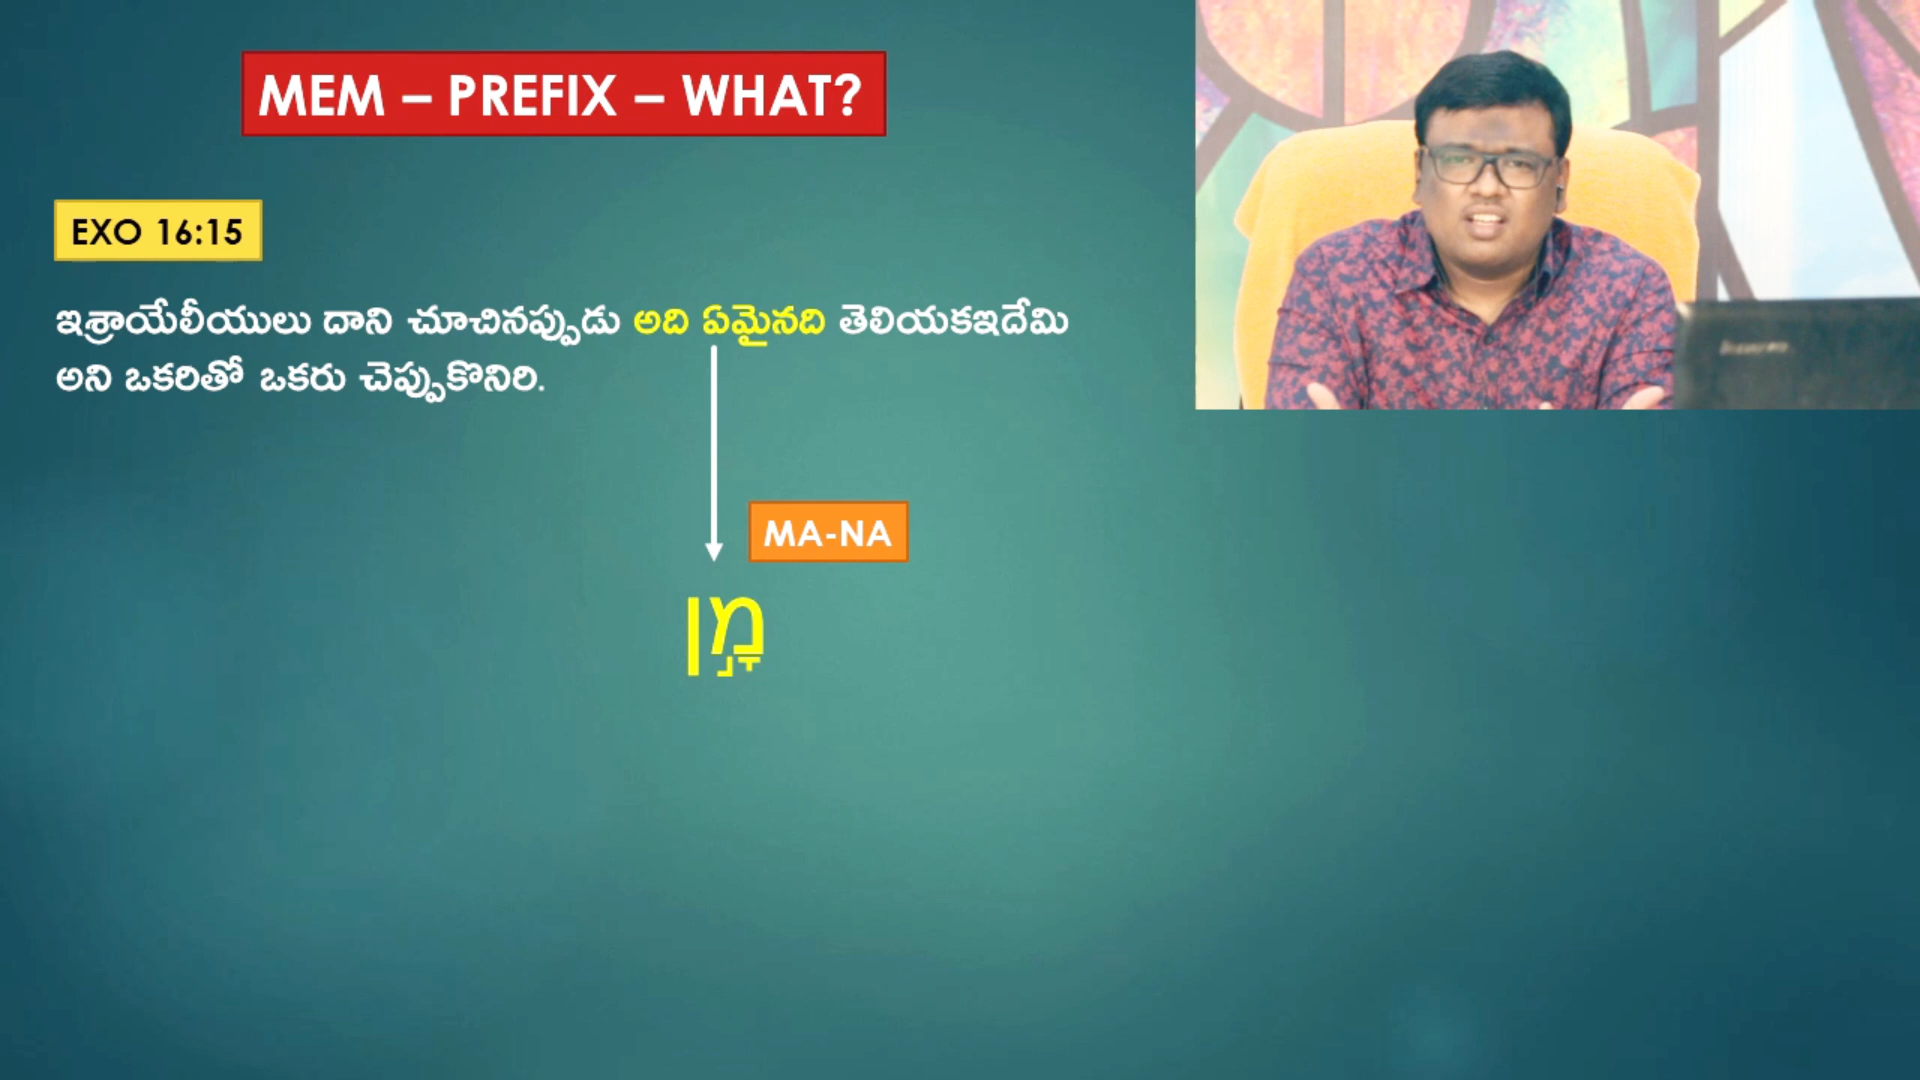 MEM – PREFIX – WHAT?
EXO 16:15
ఇశ్రాయేలీయులు దాని చూచినప్పుడు అది ఏమైనది తెలియకఇదేమి
అని ఒకరితో ఒకరు చెప్పుకొనిరి.
MA-NA
מָ֣ן